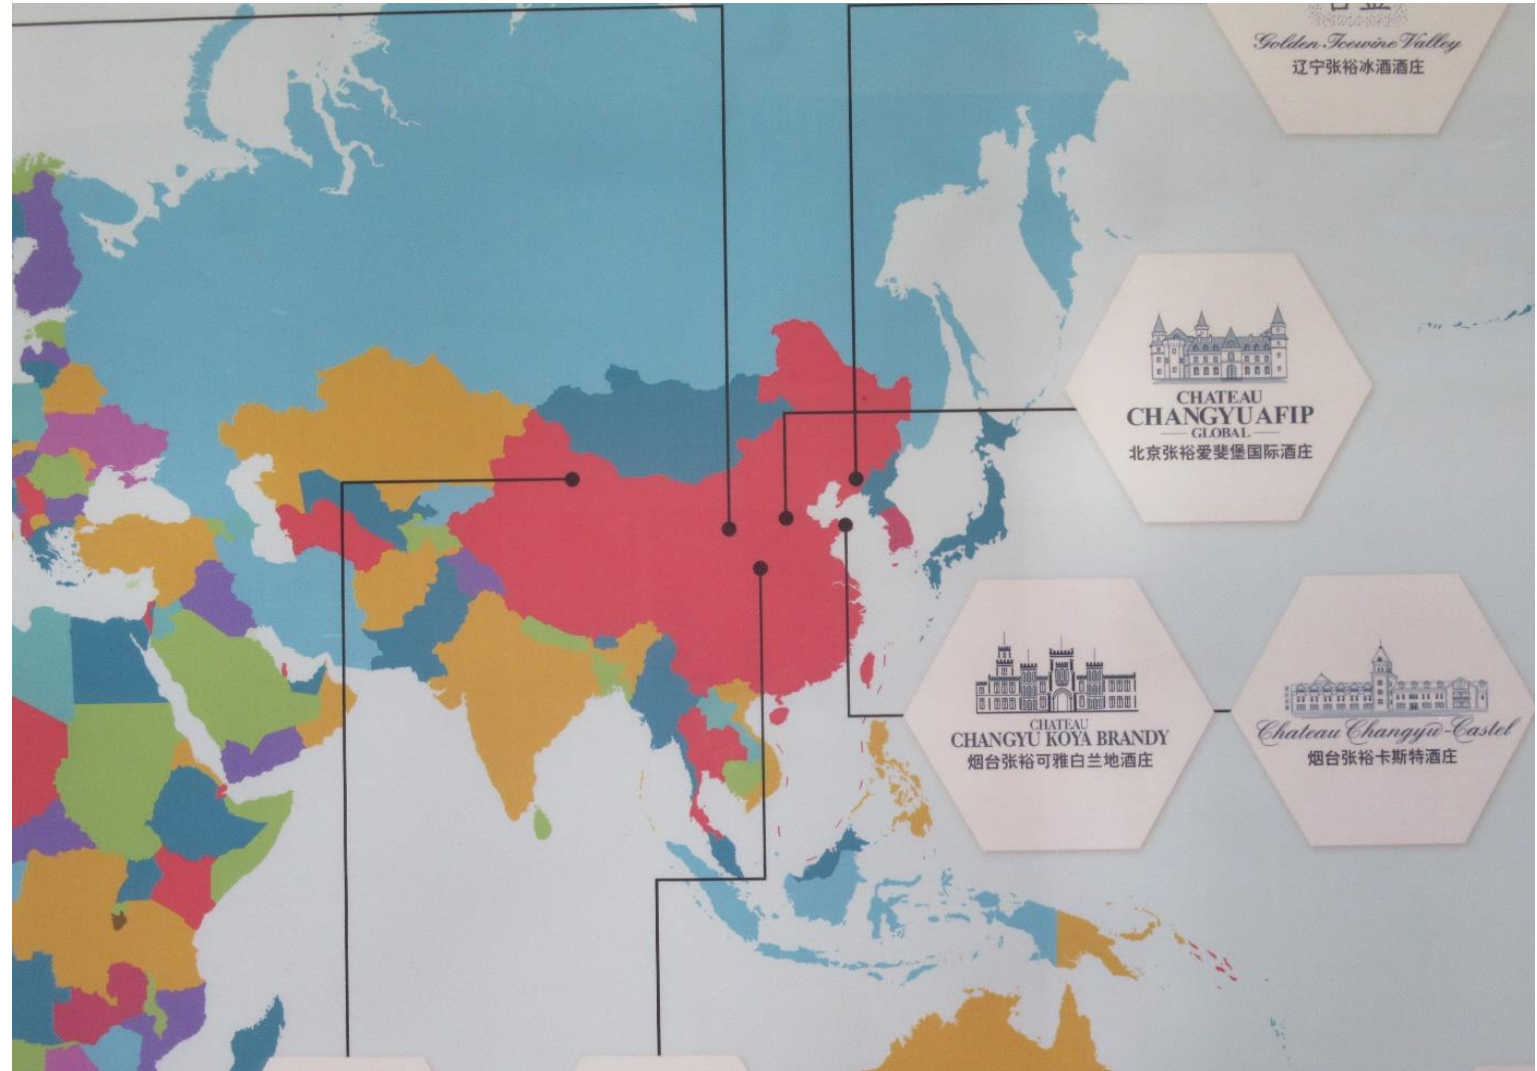 Golden Icewine Valley
辽宁张裕冰酒酒庄
CHATEAU
CHANGYU AFIP
GLOBAL
北京张裕爱斐堡国际酒庄
CHATEAU
CHANGYU KOYA BRANDY
烟台张裕可雅白兰地酒庄
Chateau Changyu-Castel
烟台张裕卡斯特酒庄